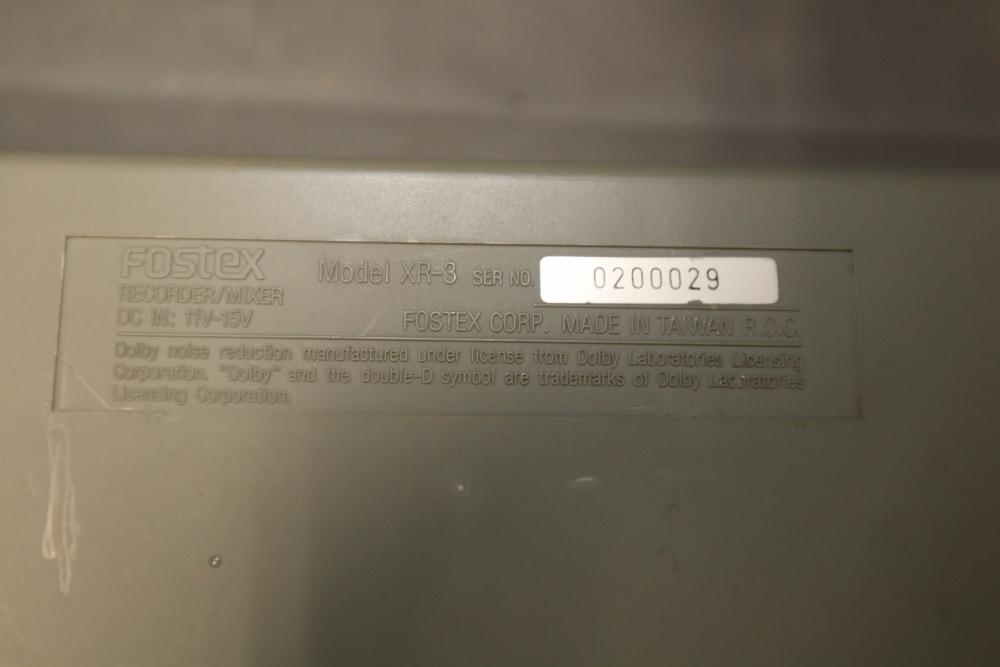 FOSTEX Model XR-3 SER NO. 0200029
RECORDER/MIXER
DC IN: 11V-15V FOSTEX CORP. MADE IN TAIWAN R.O.C.
Dolby noise reduction manufactured under license from Dolby Laboratories Licensing
Corporation. "Dolby" and the double-D symbol are trademarks of Dolby Laboratories
Licensing Corporation.